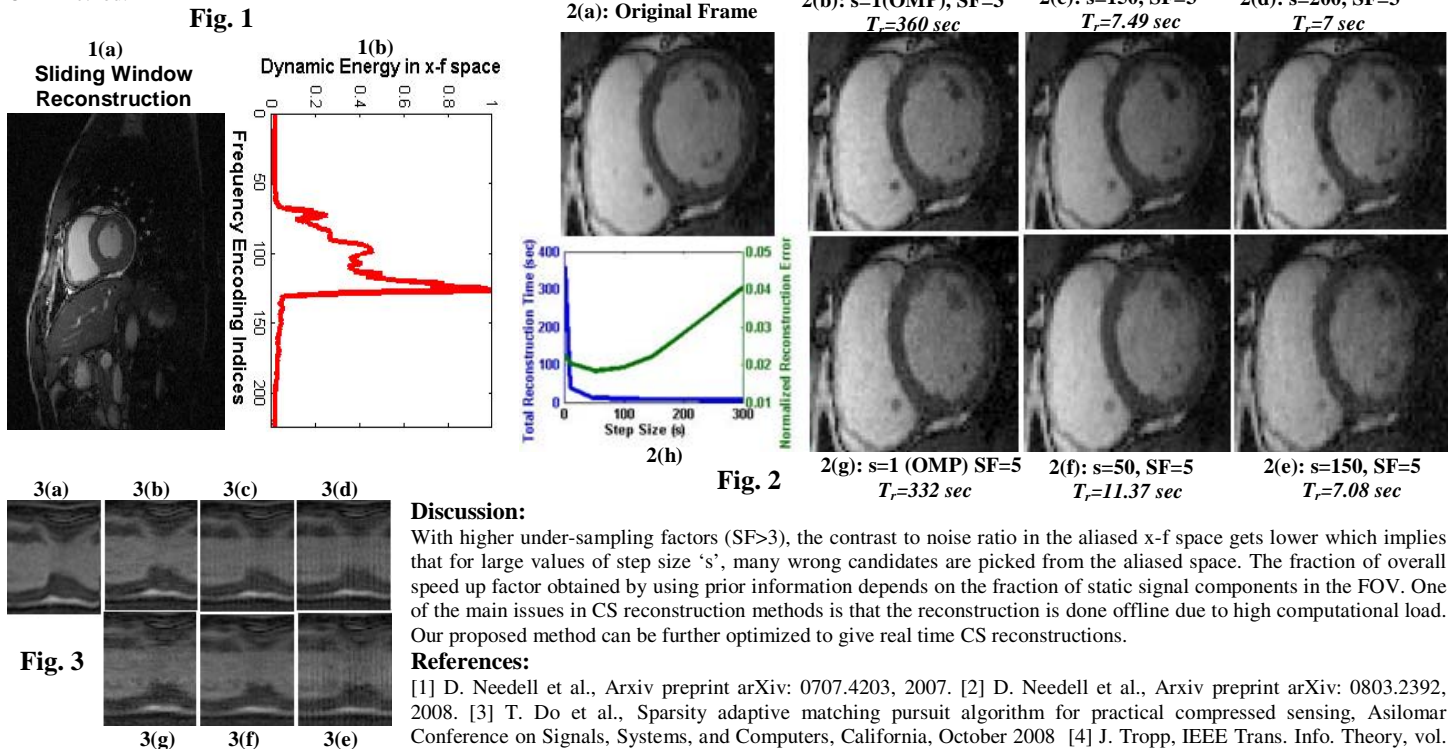 Fig. 1
1(a)
Sliding Window
Reconstruction
1(b)
Dynamic Energy in x-f space
0 0.2 0.4 0.6 0.8 1
Frequency Encoding Indices
0
50
100
150
200
2(a): Original Frame
2(b): s=1(OMP), SF=3
T_r=360 sec
T_r=7.49 sec
T_r=7 sec
Total Reconstruction Time (sec)
400
300
200
100
0
Normalized Reconstruction Error
0.05
0.04
0.03
0.02
0.01
0 100 200 300
Step Size (s)
2(h)
Fig. 2
2(g): s=1 (OMP) SF=5
T_r=332 sec
2(f): s=50, SF=5
T_r=11.37 sec
2(e): s=150, SF=5
T_r=7.08 sec
3(a) 3(b) 3(c) 3(d)
Fig. 3
3(g) 3(f) 3(e)
Discussion:
With higher under-sampling factors (SF>3), the contrast to noise ratio in the aliased x-f space gets lower which implies
that for large values of step size ‘s’, many wrong candidates are picked from the aliased space. The fraction of overall
speed up factor obtained by using prior information depends on the fraction of static signal components in the FOV. One
of the main issues in CS reconstruction methods is that the reconstruction is done offline due to high computational load.
Our proposed method can be further optimized to give real time CS reconstructions.
References:
[1] D. Needell et al., Arxiv preprint arXiv: 0707.4203, 2007. [2] D. Needell et al., Arxiv preprint arXiv: 0803.2392,
2008. [3] T. Do et al., Sparsity adaptive matching pursuit algorithm for practical compressed sensing, Asilomar
Conference on Signals, Systems, and Computers, California, October 2008 [4] J. Tropp, IEEE Trans. Info. Theory, vol.